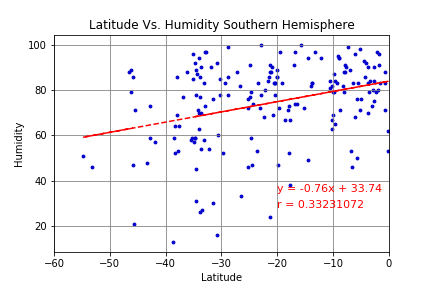 Latitude Vs. Humidity Southern Hemisphere
100
80
60
40
20
Humidity
y = -0.76x + 33.74
r = 0.33231072
−60 −50 −40 −30 −20 −10 0
Latitude